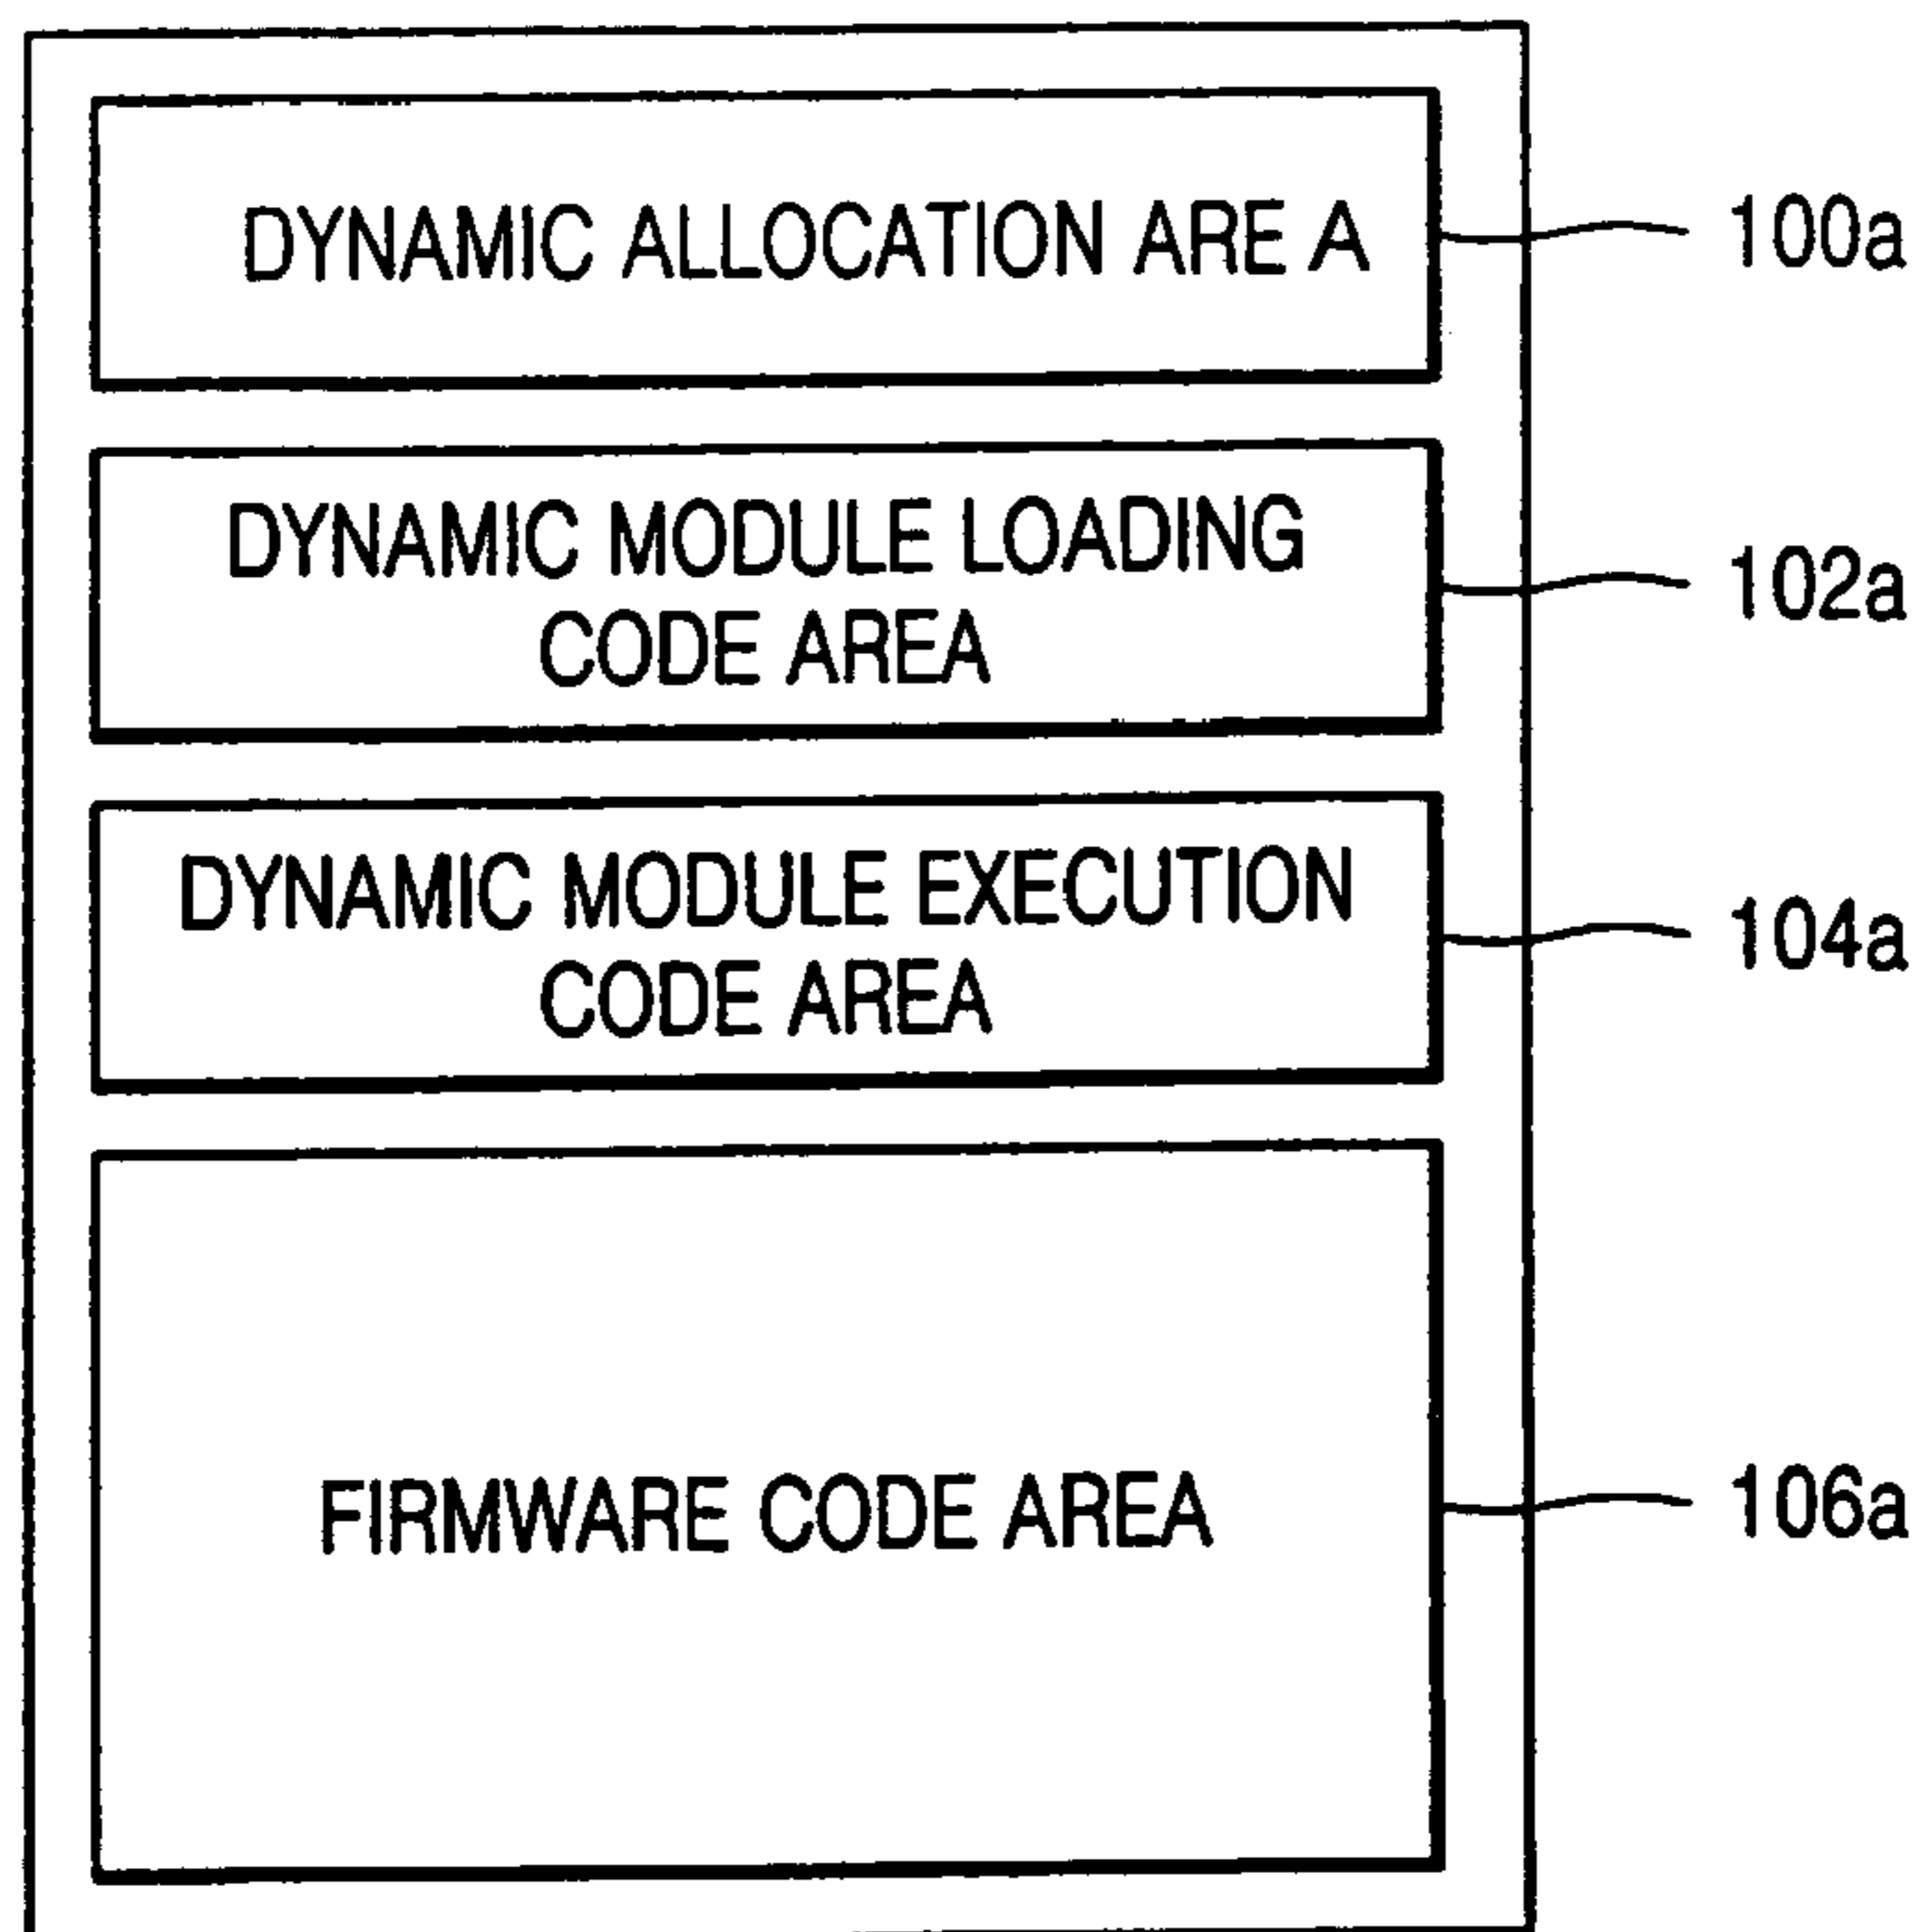 DYNAMIC ALLOCATION ARE A
100a
DYNAMIC MODULE LOADING
CODE AREA
102a
DYNAMIC MODULE EXECUTION
CODE AREA
104a
FIRMWARE CODE AREA
106a